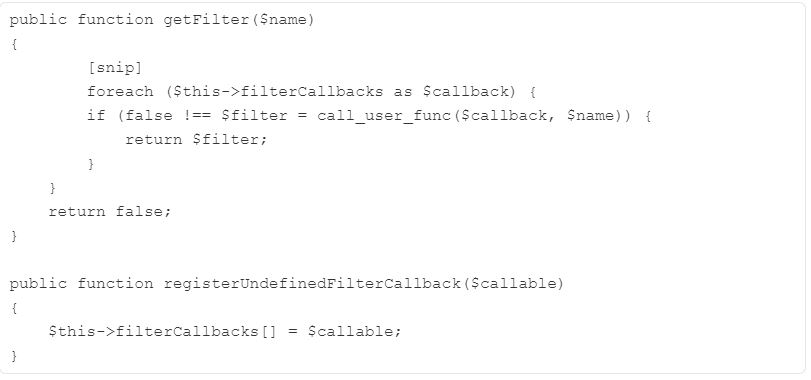 public function getFilter($name)
{
        [snip]
        foreach ($this->filterCallbacks as $callback) {
        if (false !== $filter = call_user_func($callback, $name)) {
            return $filter;
        }
    }
    return false;
}

public function registerUndefinedFilterCallback($callable)
{
    $this->filterCallbacks[] = $callable;
}